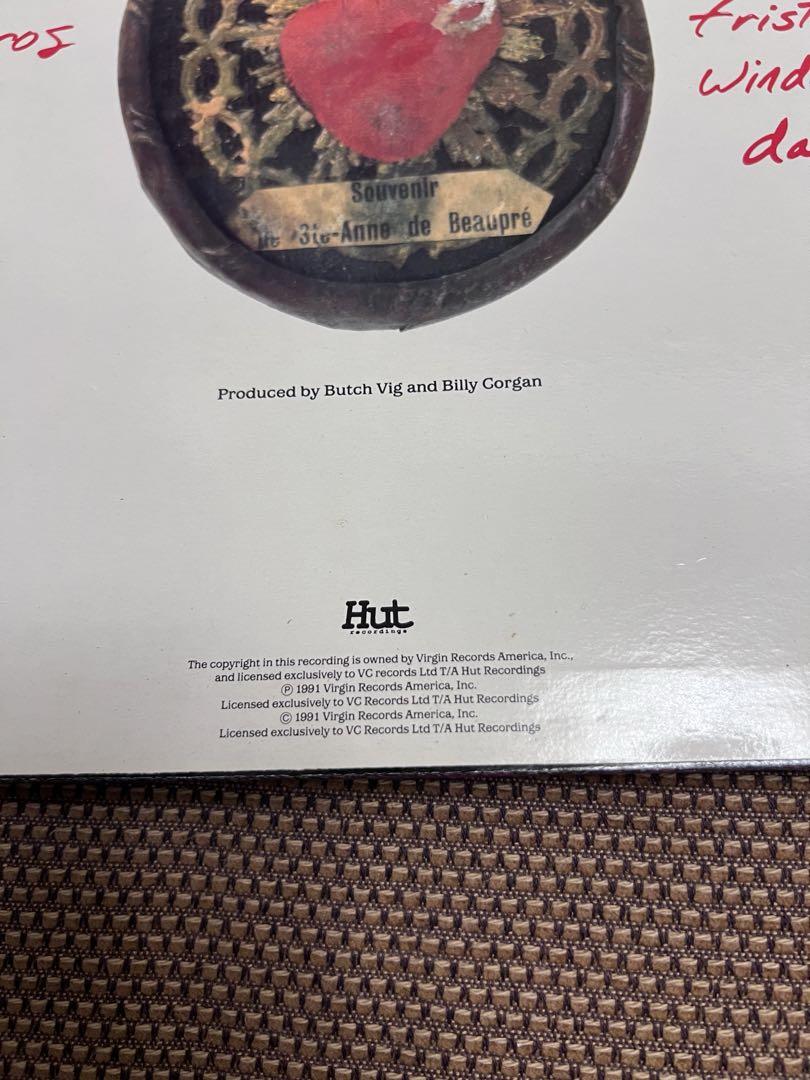 Souvenir
de Ste-Anne de Beaupré
Produced by Butch Vig and Billy Corgan
Hut
recordings
The copyright in this recording is owned by Virgin Records America, Inc.,
and licensed exclusively to VC records Ltd T/A Hut Recordings
℗ 1991 Virgin Records America, Inc.
Licensed exclusively to VC Records Ltd T/A Hut Recordings
© 1991 Virgin Records America, Inc.
Licensed exclusively to VC Records Ltd T/A Hut Recordings